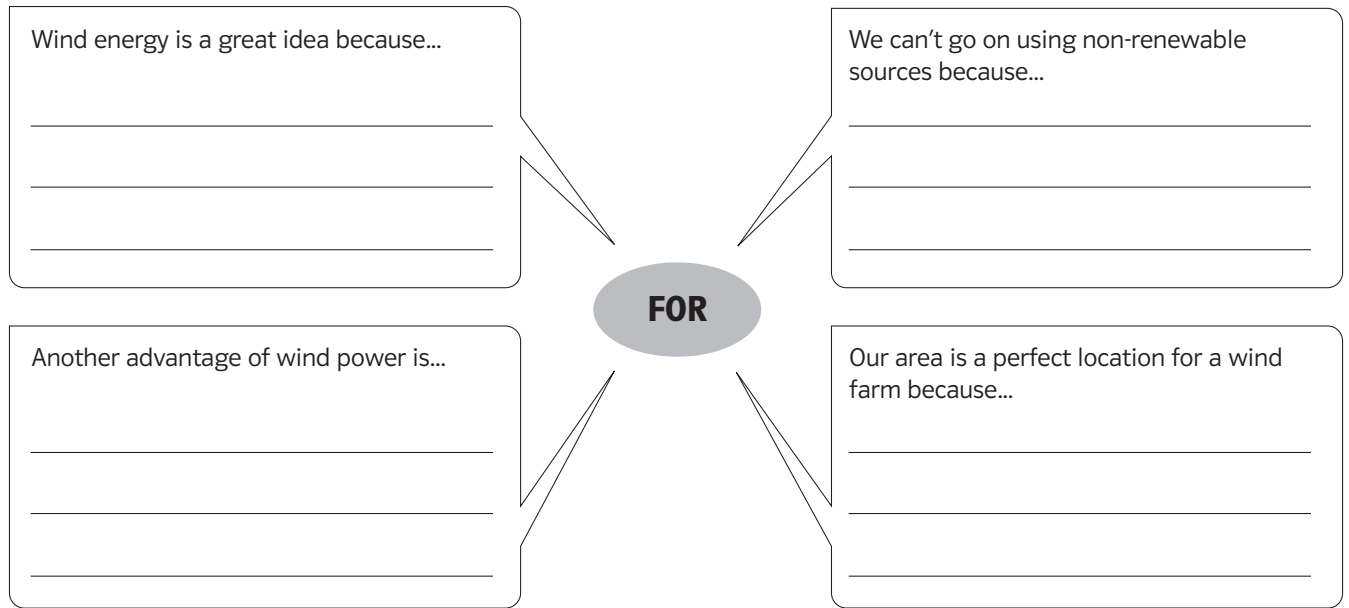 Wind energy is a great idea because...
We can't go on using non-renewable
sources because...
FOR
Another advantage of wind power is...
Our area is a perfect location for a wind
farm because...